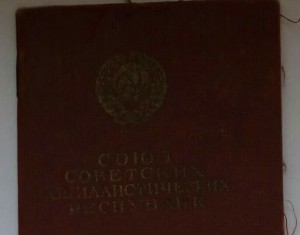 СОЮЗ
СОВЕТСКИХ
СОЦИАЛИСТИЧЕСКИХ
РЕСПУБЛИК